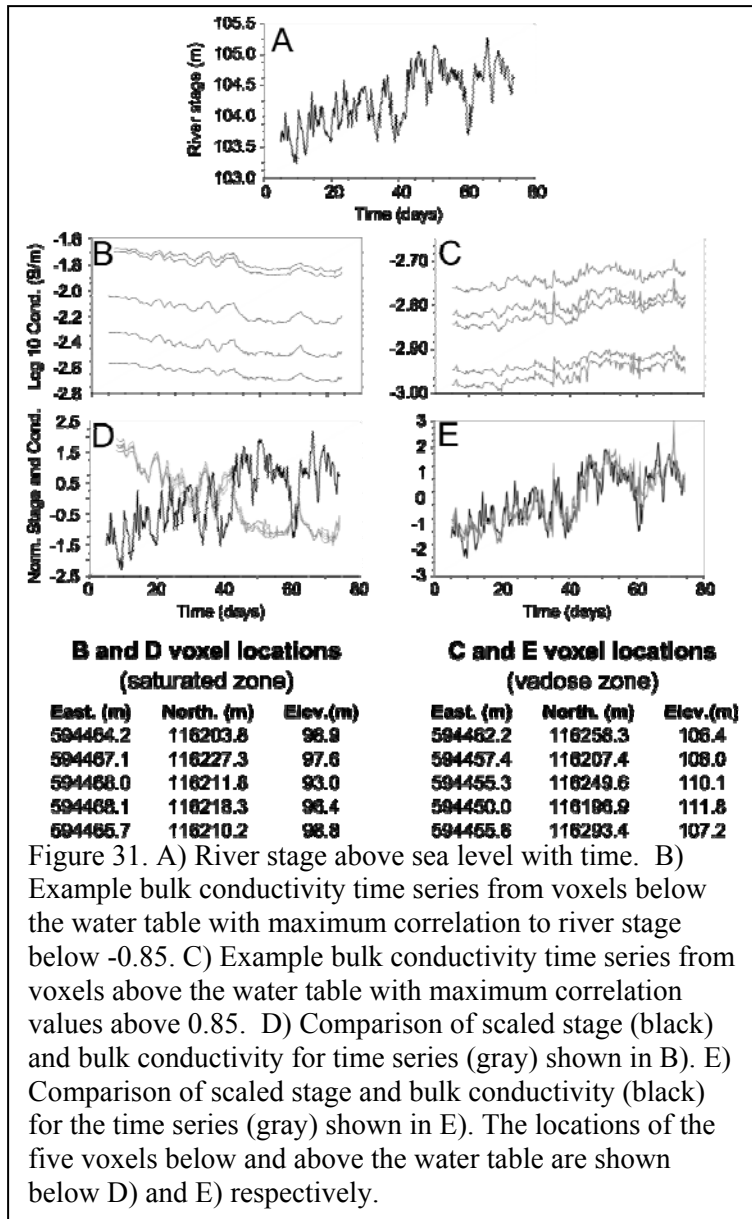 A
105.5
105.0
104.5
104.0
103.5
103.0
River stage (m)
0 20 40 60 80
Time (days)
B
-1.6
-1.8
-2.0
-2.2
-2.4
-2.6
-2.8
Log 10 Cond. (S/m)
C
-2.70
-2.80
-2.90
-3.00
D
2.5
1.5
0.5
-0.5
-1.5
-2.5
Norm. Stage and Cond.
0 20 40 60 80
Time (days)
E
3
2
1
0
-1
-2
-3
0 20 40 60 80
Time (days)
B and D voxel locations
(saturated zone)
East. (m) North. (m) Elev.(m)
594464.2 116203.8 96.9
594467.1 116227.3 97.6
594468.0 116211.8 93.0
594468.1 116218.3 96.4
594465.7 116210.2 98.8
C and E voxel locations
(vadose zone)
East. (m) North. (m) Elev.(m)
594462.2 116258.3 106.4
594457.4 116207.4 108.0
594455.3 116249.6 110.1
594450.0 116196.9 111.8
594455.6 116293.4 107.2
Figure 31. A) River stage above sea level with time. B)
Example bulk conductivity time series from voxels below
the water table with maximum correlation to river stage
below -0.85. C) Example bulk conductivity time series from
voxels above the water table with maximum correlation
values above 0.85. D) Comparison of scaled stage (black)
and bulk conductivity for time series (gray) shown in B). E)
Comparison of scaled stage and bulk conductivity (black)
for the time series (gray) shown in E). The locations of the
five voxels below and above the water table are shown
below D) and E) respectively.